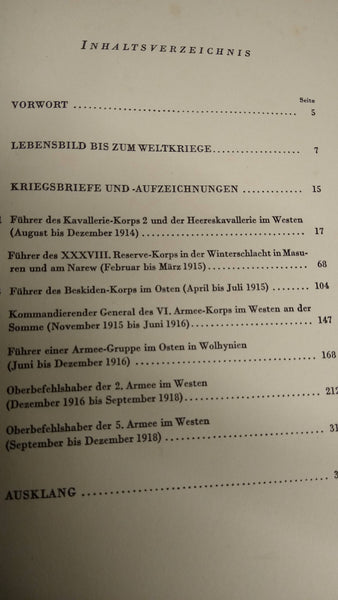 INHALTSVERZEICHNIS
Seite
VORWORT 5
LEBENSBILD BIS ZUM WELTKRIEGE 7
KRIEGSBRIEFE UND -AUFZEICHNUNGEN 15
Führer des Kavallerie-Korps 2 und der Heereskavallerie im Westen
(August bis Dezember 1914) 17
Führer des XXXVIII. Reserve-Korps in der Winterschlacht in Masu-
ren und am Narew (Februar bis März 1915) 68
Führer des Beskiden-Korps im Osten (April bis Juli 1915) 104
Kommandierender General des VI. Armee-Korps im Westen an der
Somme (November 1915 bis Juni 1916) 147
Führer einer Armee-Gruppe im Osten in Wolhynien
(Juni bis Dezember 1916) 168
Oberbefehlshaber der 2. Armee im Westen
(Dezember 1916 bis September 1918) 212
Oberbefehlshaber der 5. Armee im Westen
(September bis Dezember 1918) 31
AUSKLANG 3